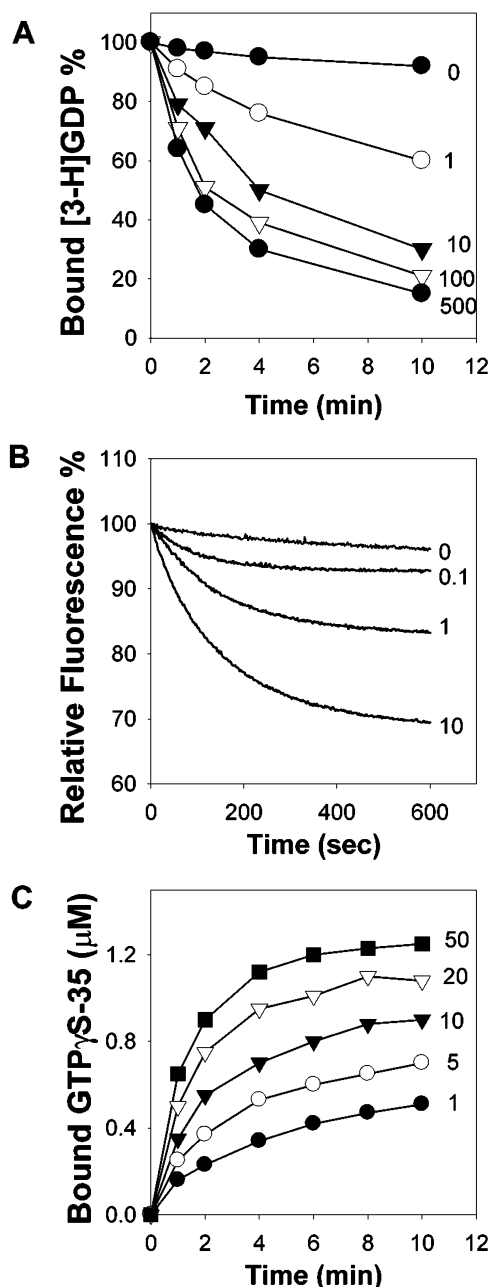 A
Bound [3-H]GDP %
100
80
60
40
20
0
0
1
10
100
500
0 2 4 6 8 10 12
Time (min)
B
Relative Fluorescence %
110
100
90
80
70
60
0
0.1
1
10
0 200 400 600
Time (sec)
C
Bound GTPγS-35 (μM)
1.2
0.8
0.4
0.0
50
20
10
5
1
0 2 4 6 8 10 12
Time (min)